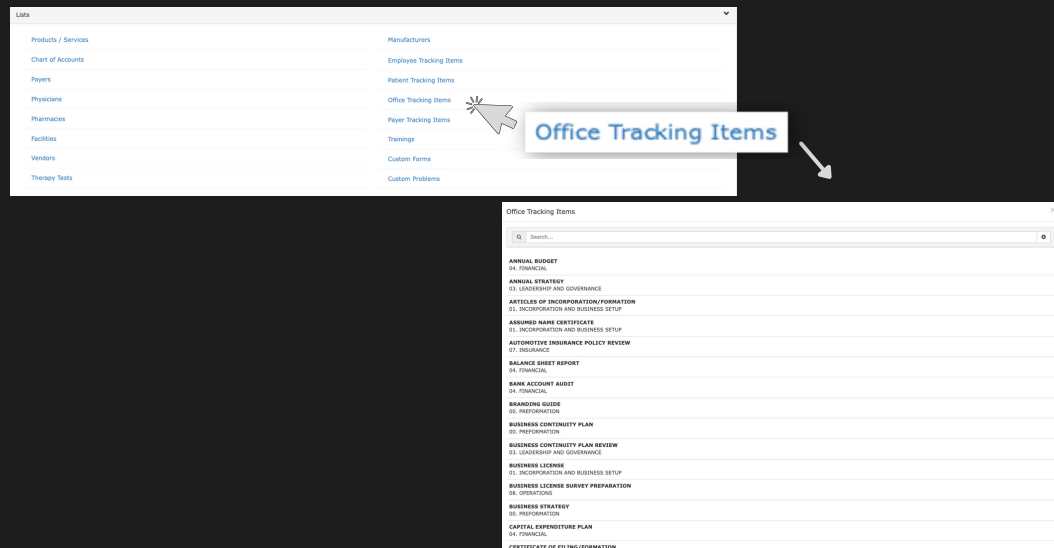 Lists
Products / Services
Chart of Accounts
Payers
Physicians
Pharmacies
Facilities
Vendors
Therapy Tests
Manufacturers
Employee Tracking Items
Patient Tracking Items
Office Tracking Items
Payer Tracking Items
Trainings
Custom Forms
Custom Problems
Office Tracking Items
Office Tracking Items
Search...
ANNUAL BUDGET
04. FINANCIAL
ANNUAL STRATEGY
03. LEADERSHIP AND GOVERNANCE
ARTICLES OF INCORPORATION/FORMATION
01. INCORPORATION AND BUSINESS SETUP
ASSUMED NAME CERTIFICATE
01. INCORPORATION AND BUSINESS SETUP
AUTOMOTIVE INSURANCE POLICY REVIEW
07. INSURANCE
BALANCE SHEET REPORT
04. FINANCIAL
BANK ACCOUNT AUDIT
04. FINANCIAL
BRANDING GUIDE
00. PREFORMATION
BUSINESS CONTINUITY PLAN
00. PREFORMATION
BUSINESS CONTINUITY PLAN REVIEW
03. LEADERSHIP AND GOVERNANCE
BUSINESS LICENSE
01. INCORPORATION AND BUSINESS SETUP
BUSINESS LICENSE SURVEY PREPARATION
08. OPERATIONS
BUSINESS STRATEGY
00. PREFORMATION
CAPITAL EXPENDITURE PLAN
04. FINANCIAL
CERTIFICATE OF FILING/FORMATION